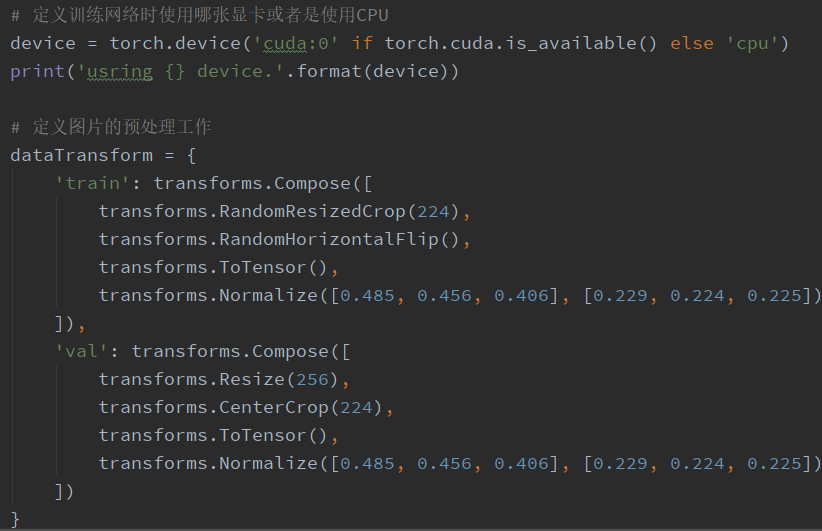 # 定义训练网络时使用哪张显卡或者是使用CPU
device = torch.device('cuda:0' if torch.cuda.is_available() else 'cpu')
print('usring {} device.'.format(device))
# 定义图片的预处理工作
dataTransform = {
    'train': transforms.Compose([
        transforms.RandomResizedCrop(224),
        transforms.RandomHorizontalFlip(),
        transforms.ToTensor(),
        transforms.Normalize([0.485, 0.456, 0.406], [0.229, 0.224, 0.225])
    ]),
    'val': transforms.Compose([
        transforms.Resize(256),
        transforms.CenterCrop(224),
        transforms.ToTensor(),
        transforms.Normalize([0.485, 0.456, 0.406], [0.229, 0.224, 0.225])
    ])
}